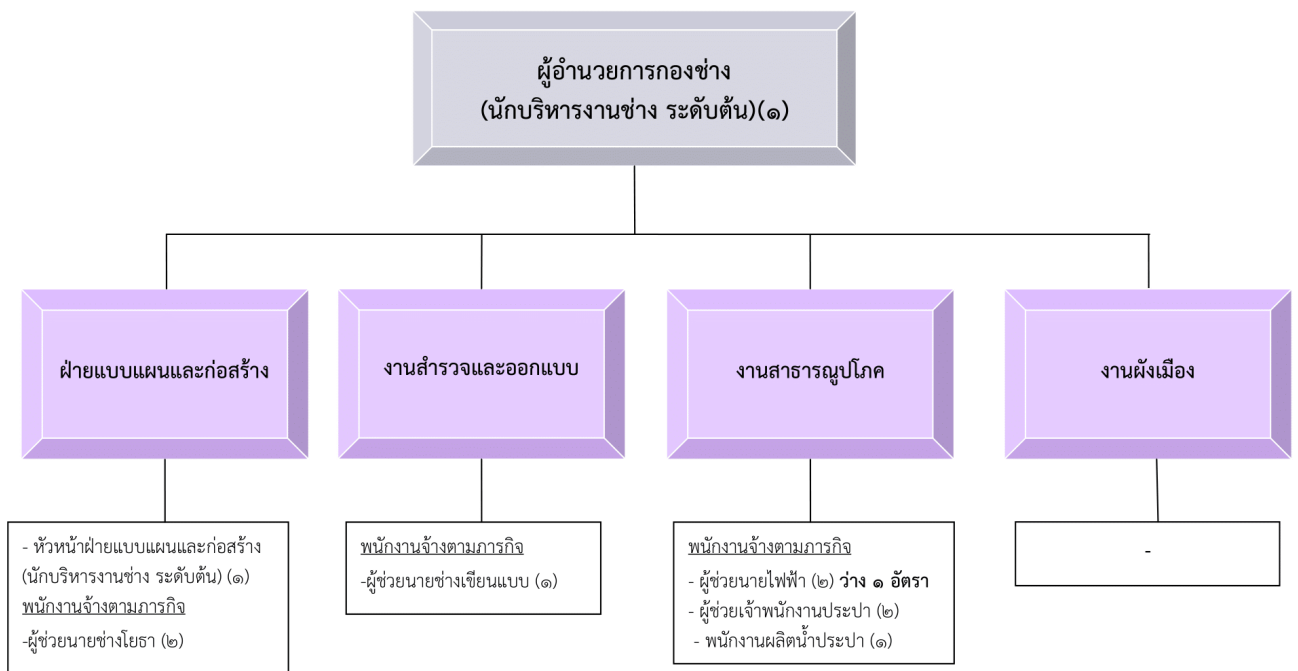 ผู้อำนวยการกองช่าง
(นักบริหารงานช่าง ระดับต้น)(๑)
ฝ่ายแบบแผนและก่อสร้าง
งานสำรวจและออกแบบ
งานสาธารณูปโภค
งานผังเมือง
- หัวหน้าฝ่ายแบบแผนและก่อสร้าง
(นักบริหารงานช่าง ระดับต้น) (๑)
พนักงานจ้างตามภารกิจ
-ผู้ช่วยนายช่างโยธา (๒)
พนักงานจ้างตามภารกิจ
-ผู้ช่วยนายช่างเขียนแบบ (๑)
พนักงานจ้างตามภารกิจ
- ผู้ช่วยนายไฟฟ้า (๒) ว่าง ๑ อัตรา
- ผู้ช่วยเจ้าพนักงานประปา (๒)
- พนักงานผลิตน้ำประปา (๑)
-